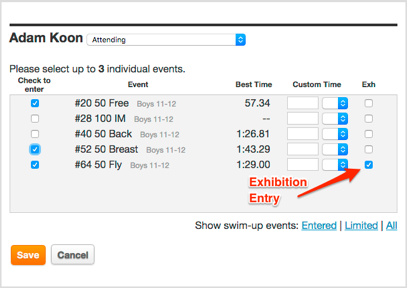 Adam Koon Attending
Please select up to 3 individual events.
Check to enter Event Best Time Custom Time Exh
#20 50 Free Boys 11-12 57.34
#28 100 IM Boys 11-12 --
#40 50 Back Boys 11-12 1:26.81
#52 50 Breast Boys 11-12 1:43.29
#64 50 Fly Boys 11-12 1:29.00
Exhibition
Entry
Show swim-up events: Entered | Limited | All
Save Cancel